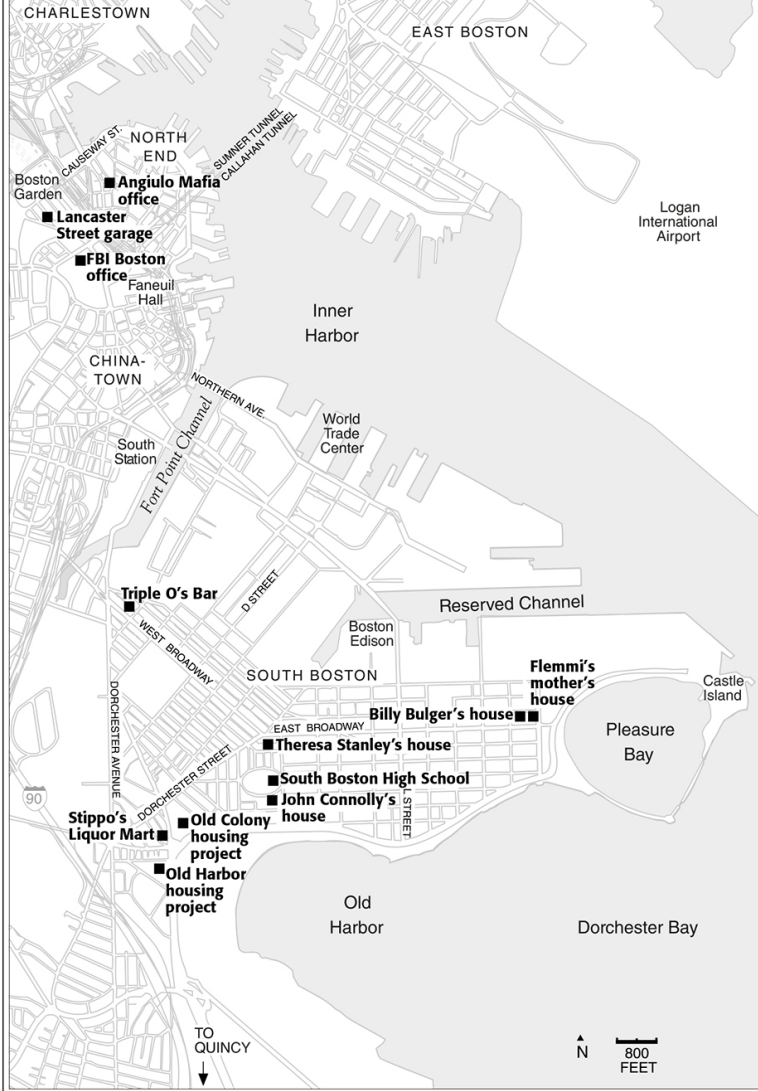 CHARLESTOWN
EAST BOSTON
CAUSEWAY ST.
NORTH
END
SUMNER TUNNEL
CALLAHAN TUNNEL
Boston
Garden
Angiulo Mafia
office
Lancaster
Street garage
FBI Boston
office
Faneuil
Hall
Logan
International
Airport
Inner
Harbor
CHINA-
TOWN
NORTHERN AVE.
World
Trade
Center
South
Station
Fort Point Channel
Triple O's Bar
D STREET
WEST BROADWAY
Reserved Channel
Boston
Edison
SOUTH BOSTON
Flemmi's
mother's
house
Castle
Island
Billy Bulger's house
EAST BROADWAY
Pleasure
Bay
Theresa Stanley's house
DORCHESTER AVENUE
DORCHESTER STREET
South Boston High School
John Connolly's
house
L STREET
90
Stippo's
Liquor Mart
Old Colony
housing
project
Old Harbor
housing
project
Old
Harbor
Dorchester Bay
TO
QUINCY
N
800
FEET